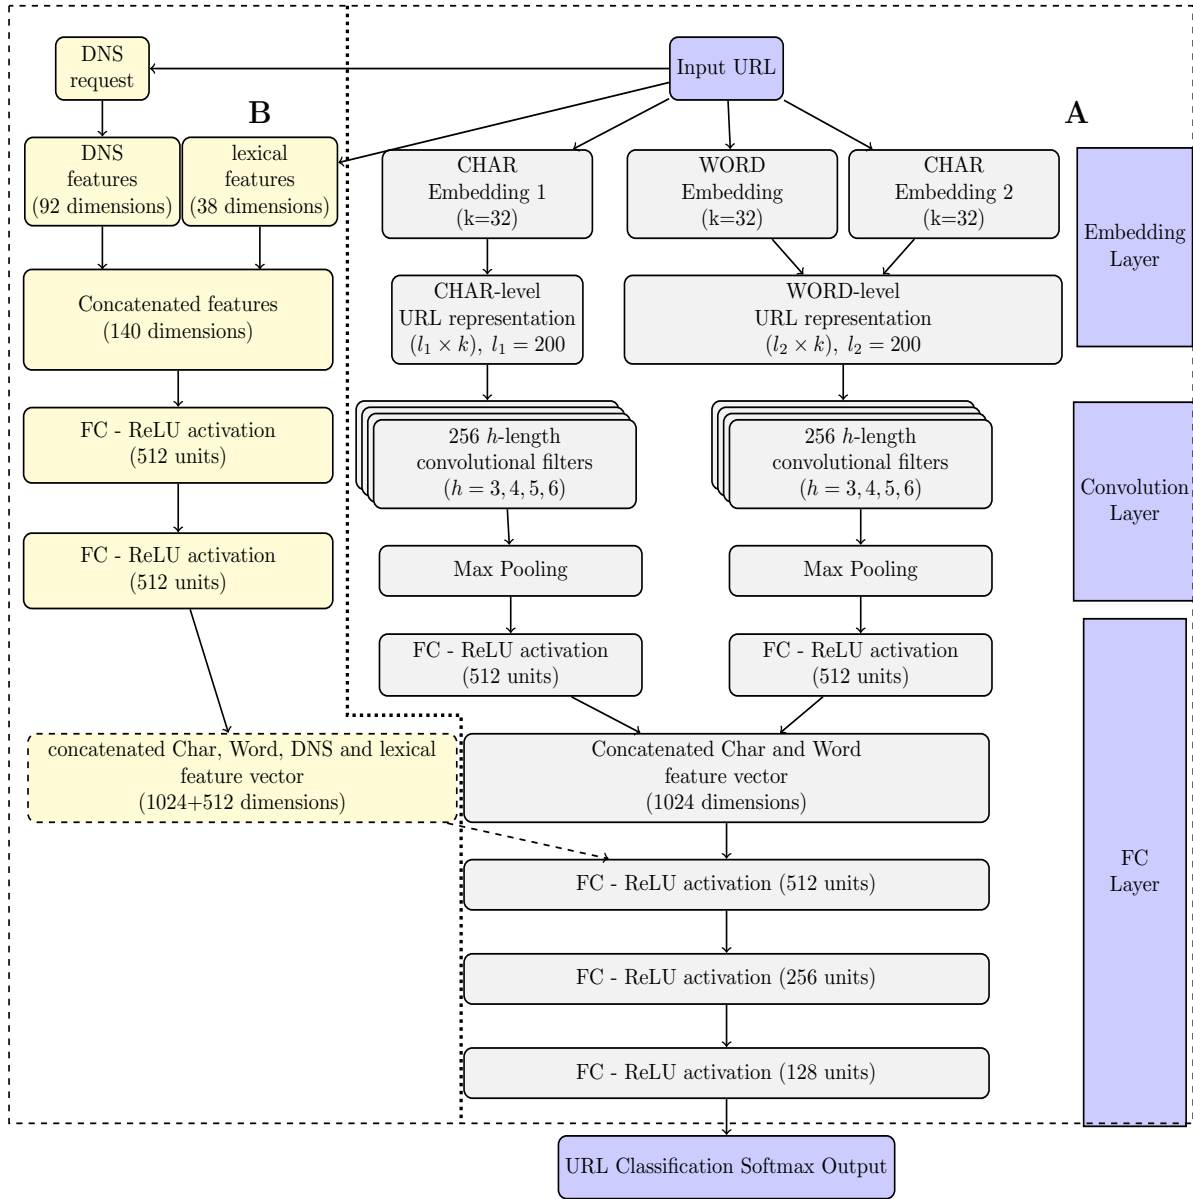 DNS
request
Input URL
B
A
DNS
features
(92 dimensions)
lexical
features
(38 dimensions)
CHAR
Embedding 1
(k=32)
WORD
Embedding
(k=32)
CHAR
Embedding 2
(k=32)
Embedding
Layer
Concatenated features
(140 dimensions)
CHAR-level
URL representation
(l₁ × k), l₁ = 200
WORD-level
URL representation
(l₂ × k), l₂ = 200
FC - ReLU activation
(512 units)
256 h-length
convolutional filters
(h = 3, 4, 5, 6)
256 h-length
convolutional filters
(h = 3, 4, 5, 6)
Convolution
Layer
FC - ReLU activation
(512 units)
Max Pooling
Max Pooling
FC - ReLU activation
(512 units)
FC - ReLU activation
(512 units)
concatenated Char, Word, DNS and lexical
feature vector
(1024+512 dimensions)
Concatenated Char and Word
feature vector
(1024 dimensions)
FC
Layer
FC - ReLU activation (512 units)
FC - ReLU activation (256 units)
FC - ReLU activation (128 units)
URL Classification Softmax Output